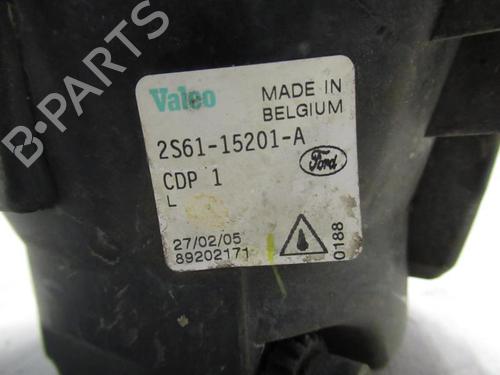 Valeo
MADE IN
BELGIUM
2S61-15201-A
Ford
CDP 1
L
27/02/05
89202171
0188
B-PARTS